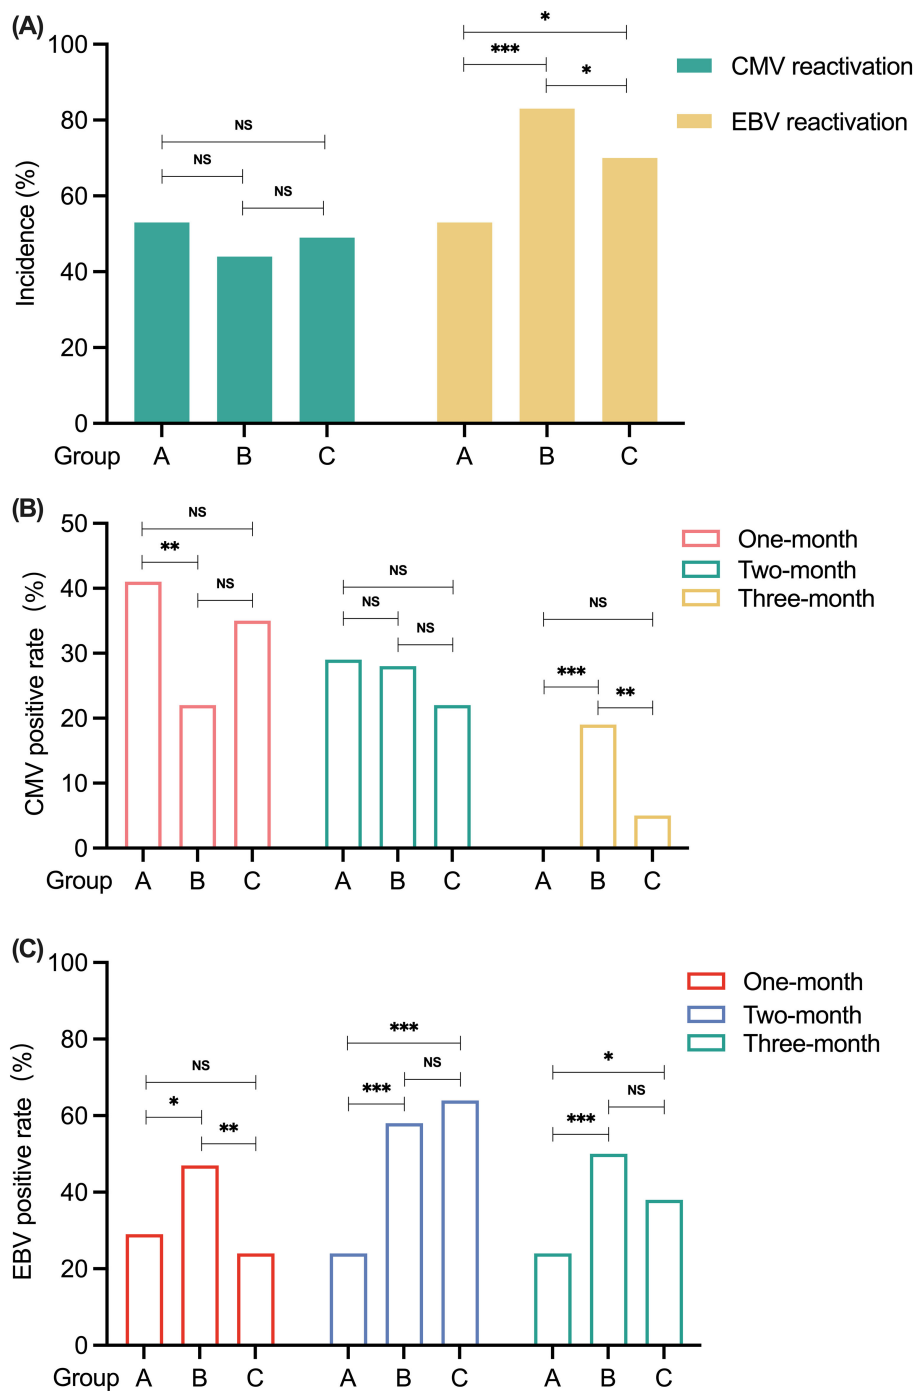 (A)
100
80
60
40
20
0
Incidence (%)
NS
NS
NS
*
***
*
CMV reactivation
EBV reactivation
Group A B C A B C
(B)
50
40
30
20
10
0
CMV positive rate (%)
NS
**
NS
NS
NS
NS
NS
***
**
One-month
Two-month
Three-month
Group A B C A B C A B C
(C)
100
80
60
40
20
0
EBV positive rate (%)
NS
*
**
***
NS
***
*
NS
***
One-month
Two-month
Three-month
Group A B C A B C A B C